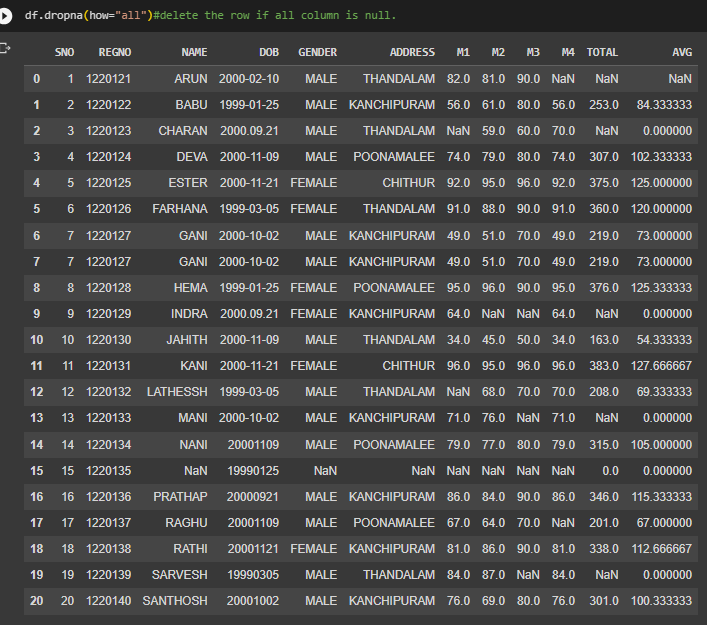 df.dropna(how="all")#delete the row if all column is null.
SNO REGNO NAME DOB GENDER ADDRESS M1 M2 M3 M4 TOTAL AVG
0 1 1220121 ARUN 2000-02-10 MALE THANDALAM 82.0 81.0 90.0 NaN NaN NaN
1 2 1220122 BABU 1999-01-25 MALE KANCHIPURAM 56.0 61.0 80.0 56.0 253.0 84.333333
2 3 1220123 CHARAN 2000.09.21 MALE THANDALAM NaN 59.0 60.0 70.0 NaN 0.000000
3 4 1220124 DEVA 2000-11-09 MALE POONAMALEE 74.0 79.0 80.0 74.0 307.0 102.333333
4 5 1220125 ESTER 2000-11-21 FEMALE CHITHUR 92.0 95.0 96.0 92.0 375.0 125.000000
5 6 1220126 FARHANA 1999-03-05 FEMALE THANDALAM 91.0 88.0 90.0 91.0 360.0 120.000000
6 7 1220127 GANI 2000-10-02 MALE KANCHIPURAM 49.0 51.0 70.0 49.0 219.0 73.000000
7 7 1220127 GANI 2000-10-02 MALE KANCHIPURAM 49.0 51.0 70.0 49.0 219.0 73.000000
8 8 1220128 HEMA 1999-01-25 FEMALE POONAMALEE 95.0 96.0 90.0 95.0 376.0 125.333333
9 9 1220129 INDRA 2000.09.21 FEMALE KANCHIPURAM 64.0 NaN NaN 64.0 NaN 0.000000
10 10 1220130 JAHITH 2000-11-09 MALE THANDALAM 34.0 45.0 50.0 34.0 163.0 54.333333
11 11 1220131 KANI 2000-11-21 FEMALE CHITHUR 96.0 95.0 96.0 96.0 383.0 127.666667
12 12 1220132 LATHESSH 1999-03-05 MALE THANDALAM NaN 68.0 70.0 70.0 208.0 69.333333
13 13 1220133 MANI 2000-10-02 MALE KANCHIPURAM 71.0 76.0 NaN 71.0 NaN 0.000000
14 14 1220134 NANI 20001109 MALE POONAMALEE 79.0 77.0 80.0 79.0 315.0 105.000000
15 15 1220135 NaN 19990125 NaN NaN NaN NaN NaN NaN 0.0 0.000000
16 16 1220136 PRATHAP 20000921 MALE KANCHIPURAM 86.0 84.0 90.0 86.0 346.0 115.333333
17 17 1220137 RAGHU 20001109 MALE POONAMALEE 67.0 64.0 70.0 NaN 201.0 67.000000
18 18 1220138 RATHI 20001121 FEMALE KANCHIPURAM 81.0 86.0 90.0 81.0 338.0 112.666667
19 19 1220139 SARVESH 19990305 MALE THANDALAM 84.0 87.0 NaN 84.0 NaN 0.000000
20 20 1220140 SANTHOSH 20001002 MALE KANCHIPURAM 76.0 69.0 80.0 76.0 301.0 100.333333